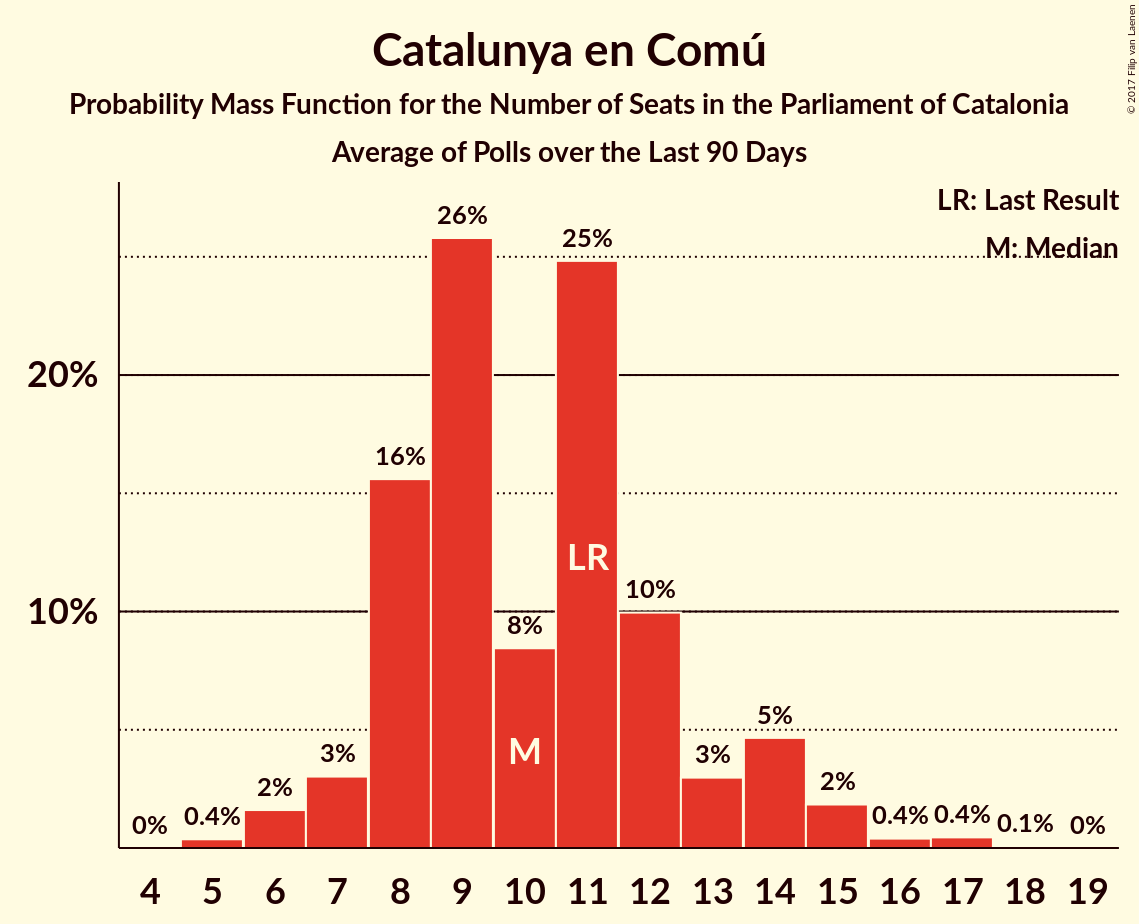 Catalunya en Comú
Probability Mass Function for the Number of Seats in the Parliament of Catalonia
Average of Polls over the Last 90 Days
© 2017 Filip van Laenen
LR: Last Result
M: Median
26%
25%
20%
16%
LR
10%
10%
8%
M
5%
3%
3%
2%
2%
0%
0.4%
0.4%
0.4%
0.1%
0%
4 5 6 7 8 9 10 11 12 13 14 15 16 17 18 19